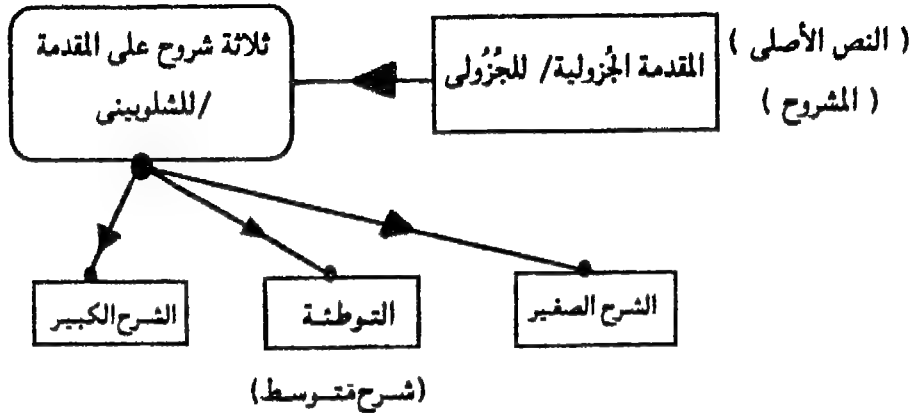 ( النص الأصلى )
( المشروح )
المقدمة الجُزولية/ للجُزُولى
ثلاثة شروح على المقدمة
/للشلوبينى
الشرح الصغير
التوطئة
(شرح متوسط)
الشرح الكبير